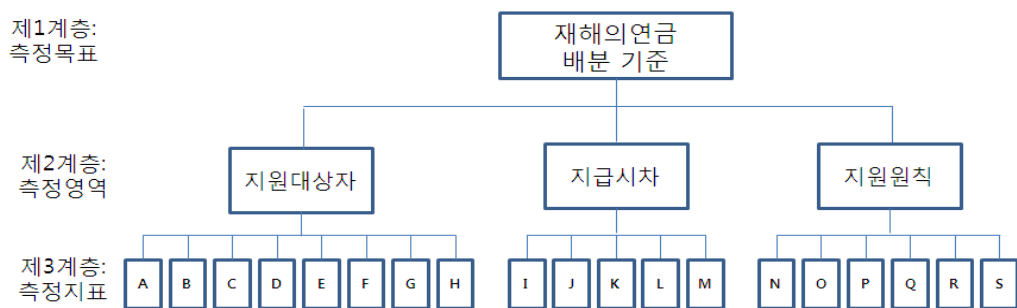 제1계층:
측정목표
재해의연금
배분 기준
제2계층:
측정영역
지원대상자
지급시차
지원원칙
제3계층:
측정지표
A B C D E F G H I J K L M N O P Q R S